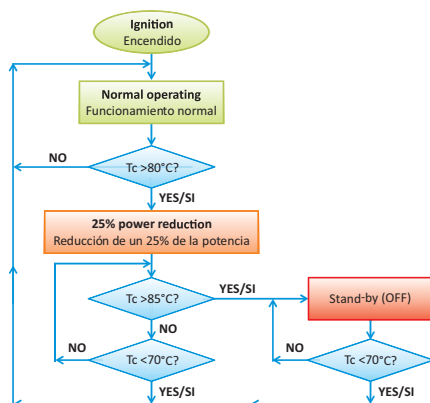 Ignition
Encendido
Normal operating
Funcionamiento normal
NO
Tc >80°C?
YES/SI
25% power reduction
Reducción de un 25% de la potencia
Tc >85°C?
YES/SI
Stand-by (OFF)
NO
NO
Tc <70°C?
NO
Tc <70°C?
YES/SI
YES/SI